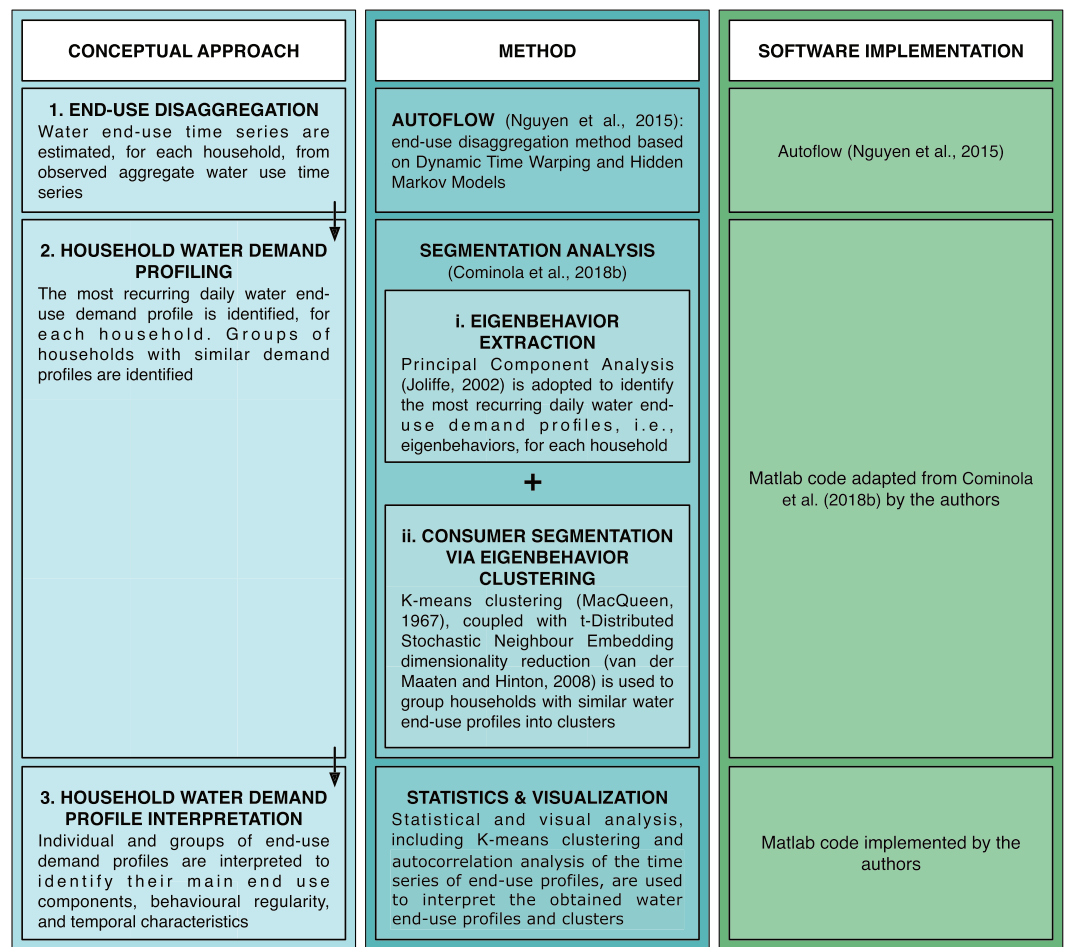 CONCEPTUAL APPROACH
METHOD
SOFTWARE IMPLEMENTATION
1. END-USE DISAGGREGATION
Water end-use time series are
estimated, for each household, from
observed aggregate water use time
series
AUTOFLOW (Nguyen et al., 2015):
end-use disaggregation method based
on Dynamic Time Warping and Hidden
Markov Models
Autoflow (Nguyen et al., 2015)
2. HOUSEHOLD WATER DEMAND
PROFILING
The most recurring daily water end-
use demand profile is identified, for
each household. Groups of
households with similar demand
profiles are identified
SEGMENTATION ANALYSIS
(Cominola et al., 2018b)
i. EIGENBEHAVIOR
EXTRACTION
Principal Component Analysis
(Joliffe, 2002) is adopted to identify
the most recurring daily water end-
use demand profiles, i.e.,
eigenbehaviors, for each household
+
ii. CONSUMER SEGMENTATION
VIA EIGENBEHAVIOR
CLUSTERING
K-means clustering (MacQueen,
1967), coupled with t-Distributed
Stochastic Neighbour Embedding
dimensionality reduction (van der
Maaten and Hinton, 2008) is used to
group households with similar water
end-use profiles into clusters
Matlab code adapted from Cominola
et al. (2018b) by the authors
3. HOUSEHOLD WATER DEMAND
PROFILE INTERPRETATION
Individual and groups of end-use
demand profiles are interpreted to
identify their main end use
components, behavioural regularity,
and temporal characteristics
STATISTICS & VISUALIZATION
Statistical and visual analysis,
including K-means clustering and
autocorrelation analysis of the time
series of end-use profiles, are used
to interpret the obtained water
end-use profiles and clusters
Matlab code implemented by the
authors